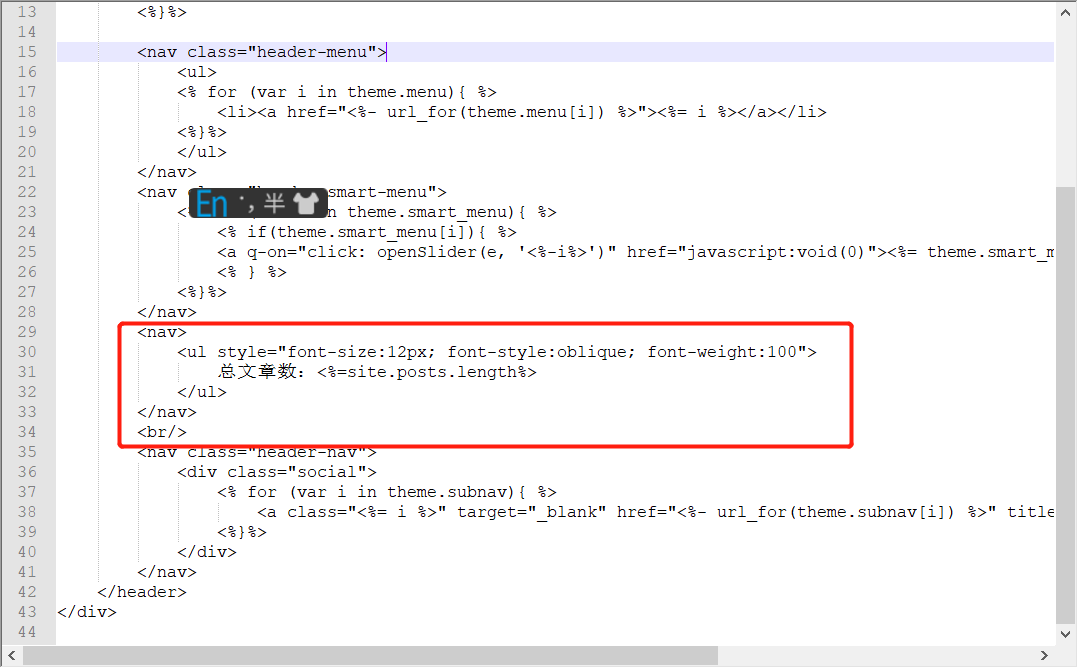 13 <%}%>
14
15 <nav class="header-menu">
16 <ul>
17 <% for (var i in theme.menu){ %>
18 <li><a href="<%- url_for(theme.menu[i]) %>"><%= i %></a></li>
19 <%}%>
20 </ul>
21 </nav>
22 <nav smart-menu">
En ·, 半
23 theme.smart_menu){ %>
24 <% if(theme.smart_menu[i]){ %>
25 <a q-on="click: openSlider(e, '<%-i%>')" href="javascript:void(0)"><%= theme.smart_m
26 <% } %>
27 <%}%>
28 </nav>
29 <nav>
30 <ul style="font-size:12px; font-style:oblique; font-weight:100">
31 总文章数：<%=site.posts.length%>
32 </ul>
33 </nav>
34 <br/>
35 <nav class="header-nav">
36 <div class="social">
37 <% for (var i in theme.subnav){ %>
38 <a class="<%= i %>" target="_blank" href="<%- url_for(theme.subnav[i]) %>" title
39 <%}%>
40 </div>
41 </nav>
42 </header>
43 </div>
44